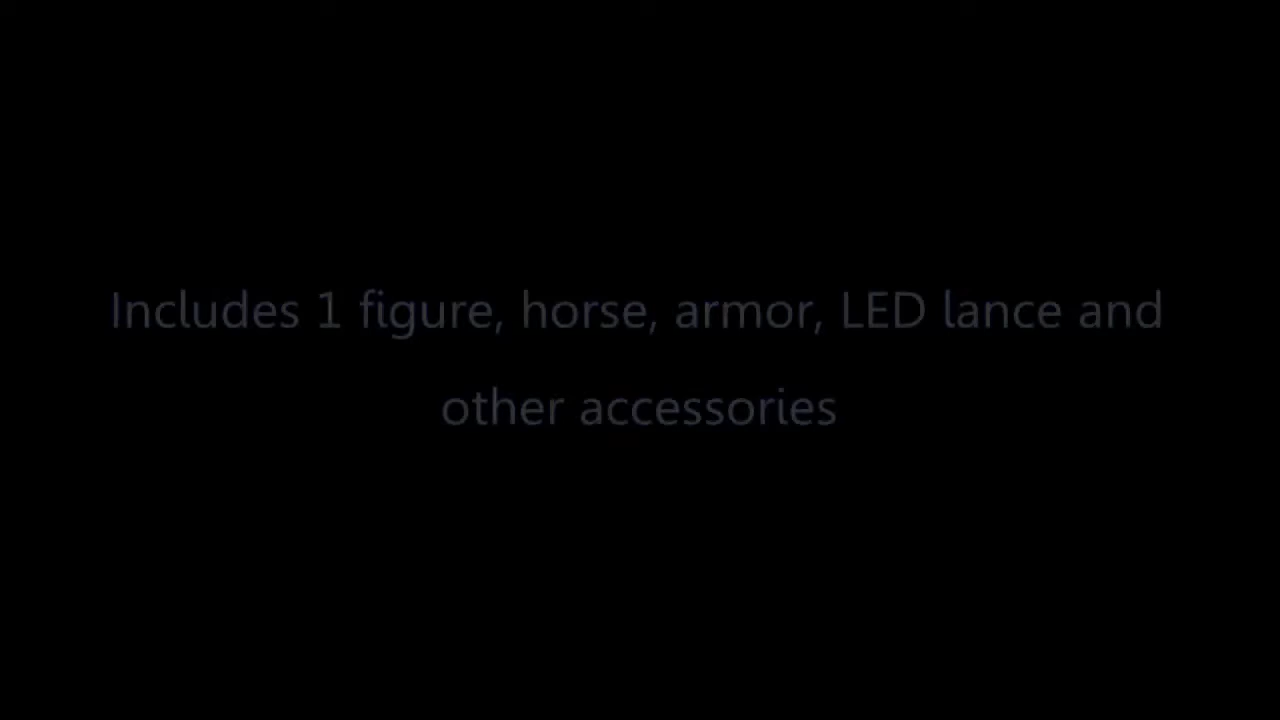 Includes 1 figure, horse, armor, LED lance and
other accessories